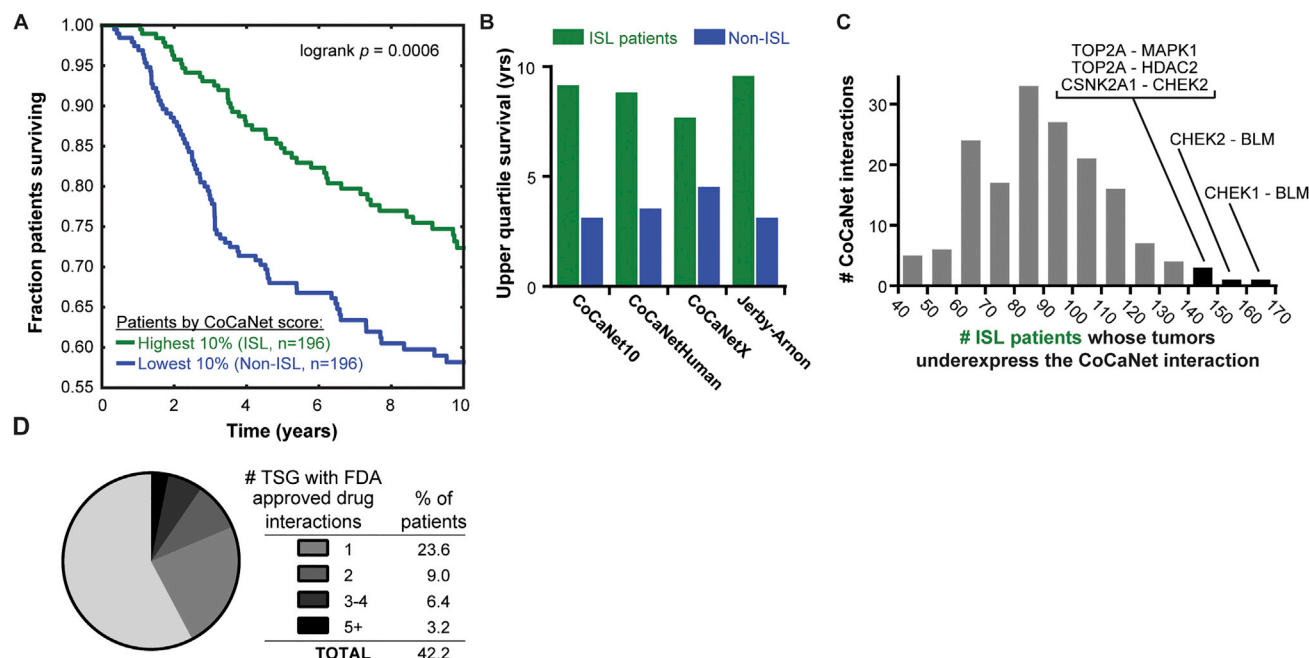 A
1.00
0.95
0.90
0.85
0.80
0.75
0.70
0.65
0.60
0.55
Fraction patients surviving
logrank p = 0.0006
Patients by CoCaNet score:
Highest 10% (ISL, n=196)
Lowest 10% (Non-ISL, n=196)
0 2 4 6 8 10
Time (years)
B
ISL patients Non-ISL
Upper quartile survival (yrs)
10
5
0
CoCaNet10
CoCaNetHuman
CoCaNetX
Jerby-Arnon
C
TOP2A - MAPK1
TOP2A - HDAC2
CSNK2A1 - CHEK2
CHEK2 - BLM
CHEK1 - BLM
# CoCaNet interactions
30
20
10
0
40 50 60 70 80 90 100 110 120 130 140 150 160 170
# ISL patients whose tumors
underexpress the CoCaNet interaction
D
# TSG with FDA
approved drug
interactions
% of
patients
1 23.6
2 9.0
3-4 6.4
5+ 3.2
TOTAL 42.2